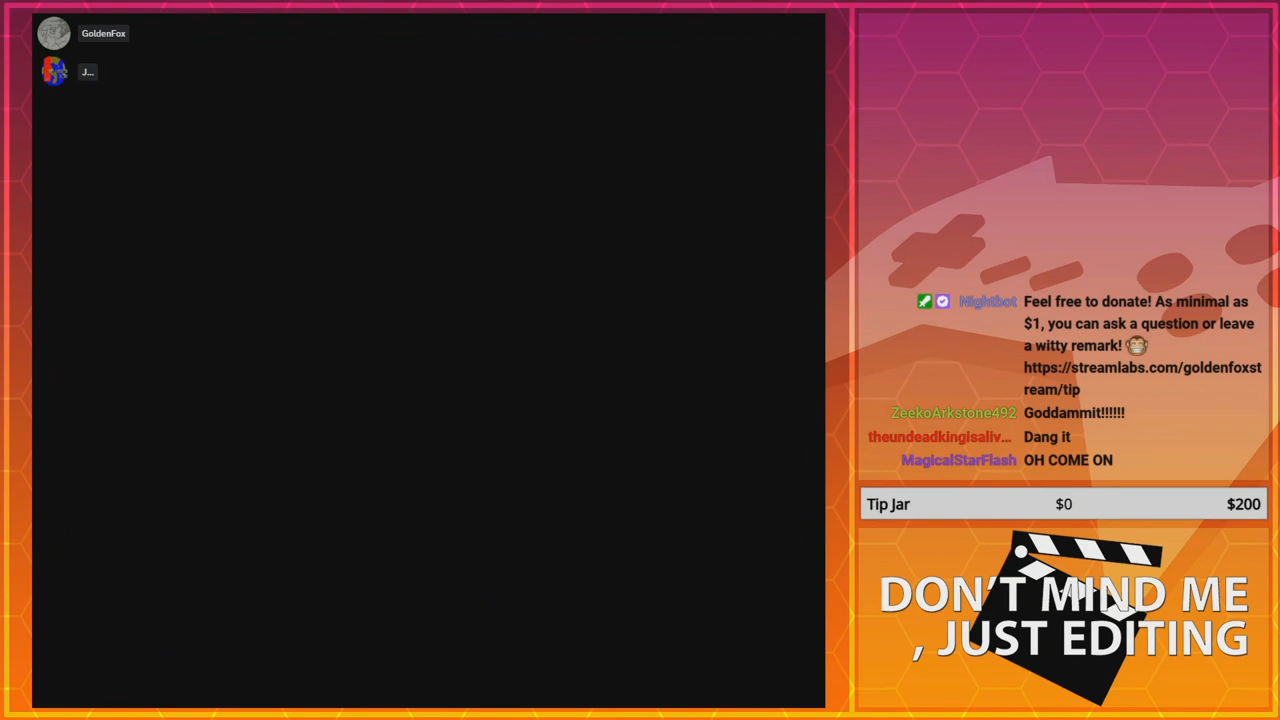 GoldenFox
J...
Nightbot Feel free to donate! As minimal as
$1, you can ask a question or leave
a witty remark!
https://streamlabs.com/goldenfoxst
ream/tip
ZeekoArkstone492 Goddammit!!!!!!
theundeadkingisaliv... Dang it
MagicalStarFlash OH COME ON
Tip Jar $0 $200
DON'T MIND ME
, JUST EDITING